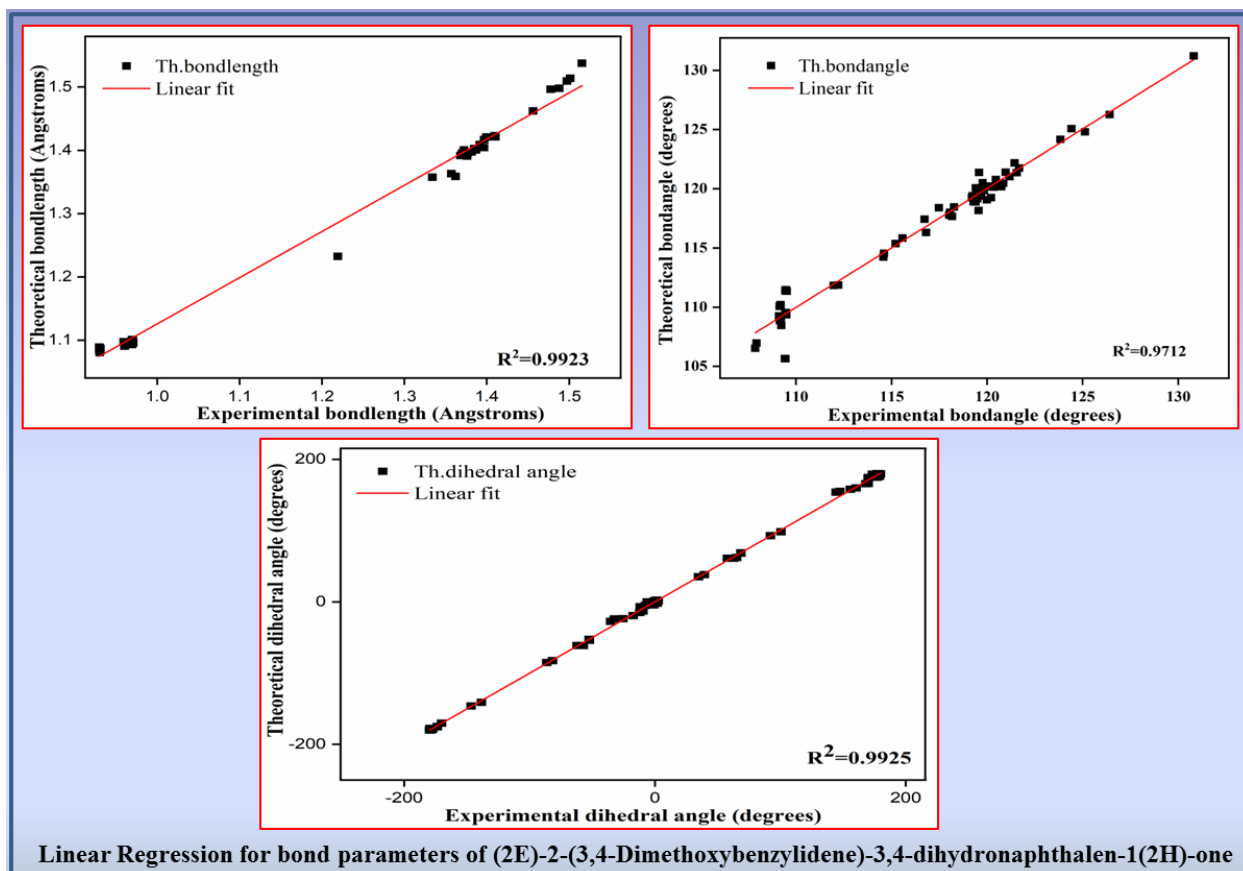 Th.bondlength
Linear fit
1.5
1.4
1.3
1.2
1.1
Theoretical bondlength (Angstroms)
R²=0.9923
1.0 1.1 1.2 1.3 1.4 1.5
Experimental bondlength (Angstroms)
Th.bondangle
Linear fit
130
125
120
115
110
105
Theoretical bondangle (degrees)
R²=0.9712
110 115 120 125 130
Experimental bondangle (degrees)
Th.dihedral angle
Linear fit
200
0
-200
Theoretical dihedral angle (degrees)
R²=0.9925
-200 0 200
Experimental dihedral angle (degrees)
Linear Regression for bond parameters of (2E)-2-(3,4-Dimethoxybenzylidene)-3,4-dihydronaphthalen-1(2H)-one